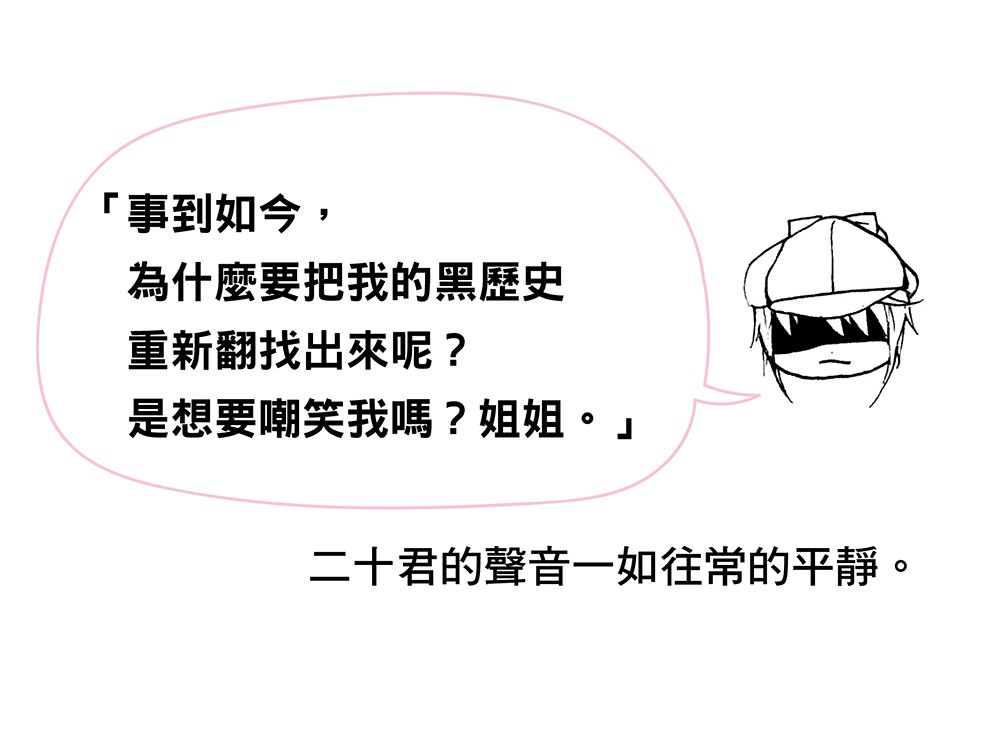 「事到如今，
為什麼要把我的黑歷史
重新翻找出來呢？
是想要嘲笑我嗎？姐姐。」
二十君的聲音一如往常的平靜。